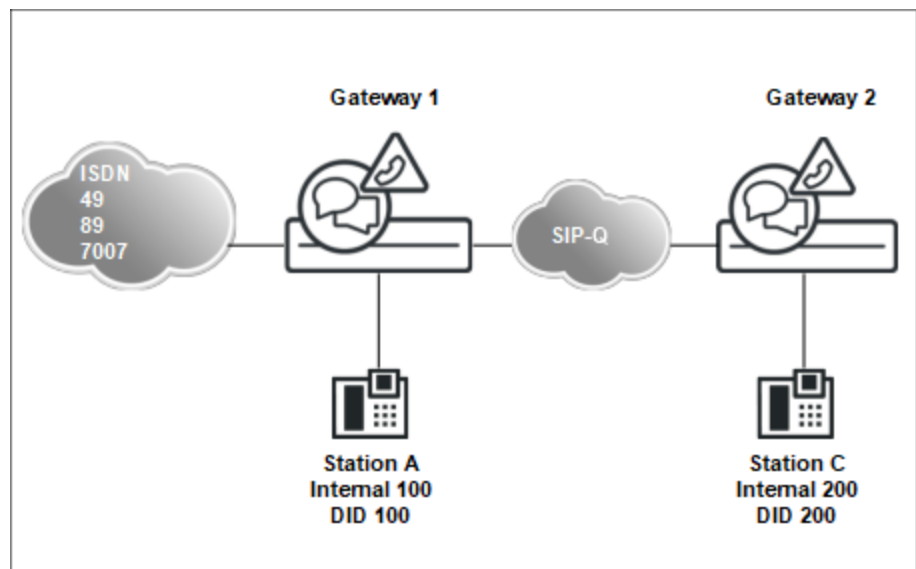 Gateway 1
Gateway 2
ISDN
49
89
7007
SIP-Q
Station A
Internal 100
DID 100
Station C
Internal 200
DID 200